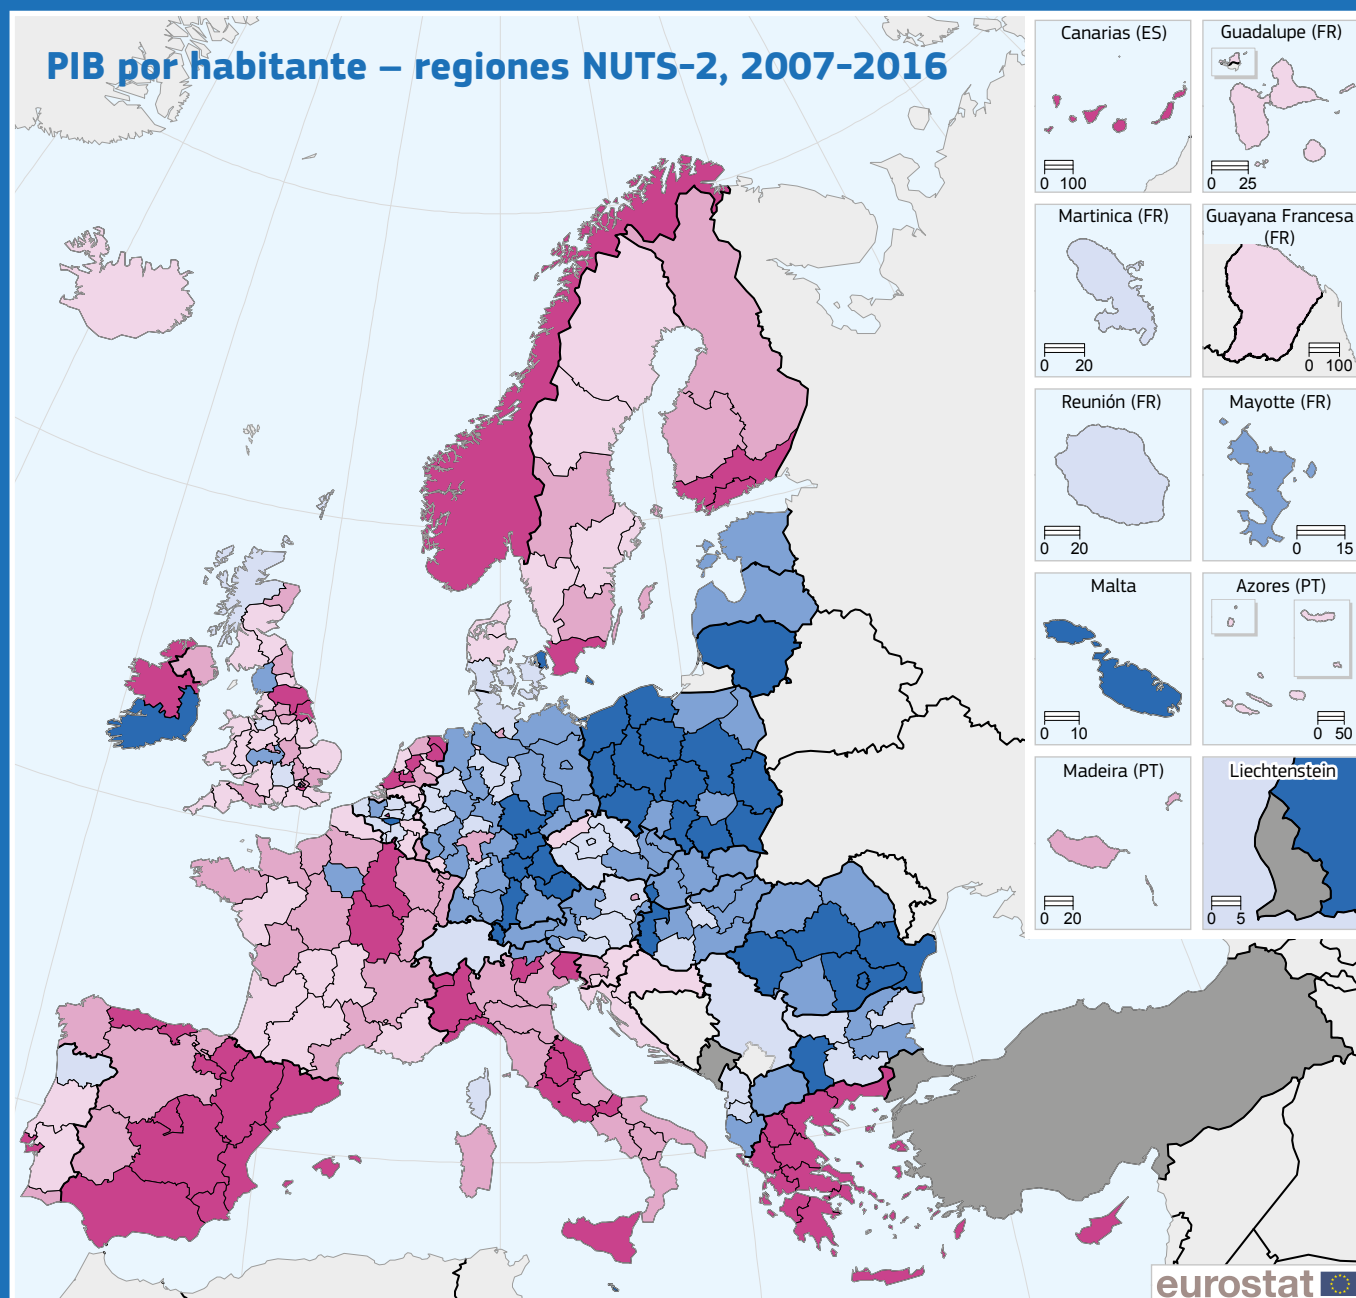 PIB por habitante – regiones NUTS-2, 2007-2016
Canarias (ES)
0 100
Guadalupe (FR)
0 25
Martinica (FR)
0 20
Guayana Francesa
(FR)
0 100
Reunión (FR)
0 20
Mayotte (FR)
0 15
Malta
0 10
Azores (PT)
0 50
Madeira (PT)
0 20
Liechtenstein
0 5
eurostat